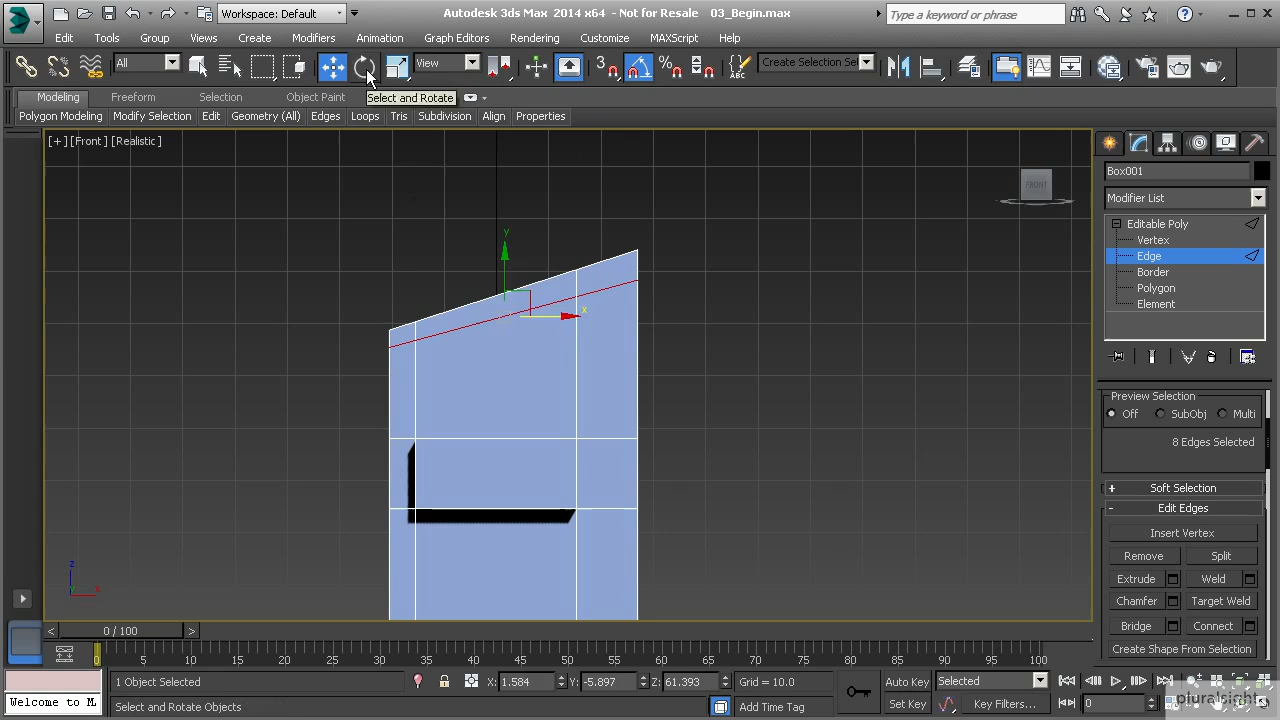 Workspace: Default
Autodesk 3ds Max 2014 x64 - Not for Resale 03_Begin.max
Type a keyword or phrase
Edit Tools Group Views Create Modifiers Animation Graph Editors Rendering Customize MAXScript Help
All
View
3
Create Selection Se
Modeling Freeform Selection Object Paint
Select and Rotate
Polygon Modeling Modify Selection Edit Geometry (All) Edges Loops Tris Subdivision Align Properties
[+] [Front] [Realistic]
FRONT
y
x
z
x
Box001
Modifier List
Editable Poly
Vertex
Edge
Border
Polygon
Element
Preview Selection
Off SubObj Multi
8 Edges Selected
+ Soft Selection
- Edit Edges
Insert Vertex
Remove Split
Extrude Weld
Chamfer Target Weld
Bridge Connect
Create Shape From Selection
< 0 / 100 >
0 5 10 15 20 25 30 35 40 45 50 55 60 65 70 75 80 85 90 95 100
1 Object Selected X: 1.584 Y: -5.897 Z: 61.393 Grid = 10.0 Auto Key Selected
Welcome to M Select and Rotate Objects Add Time Tag Set Key Key Filters... 0
pluralsight